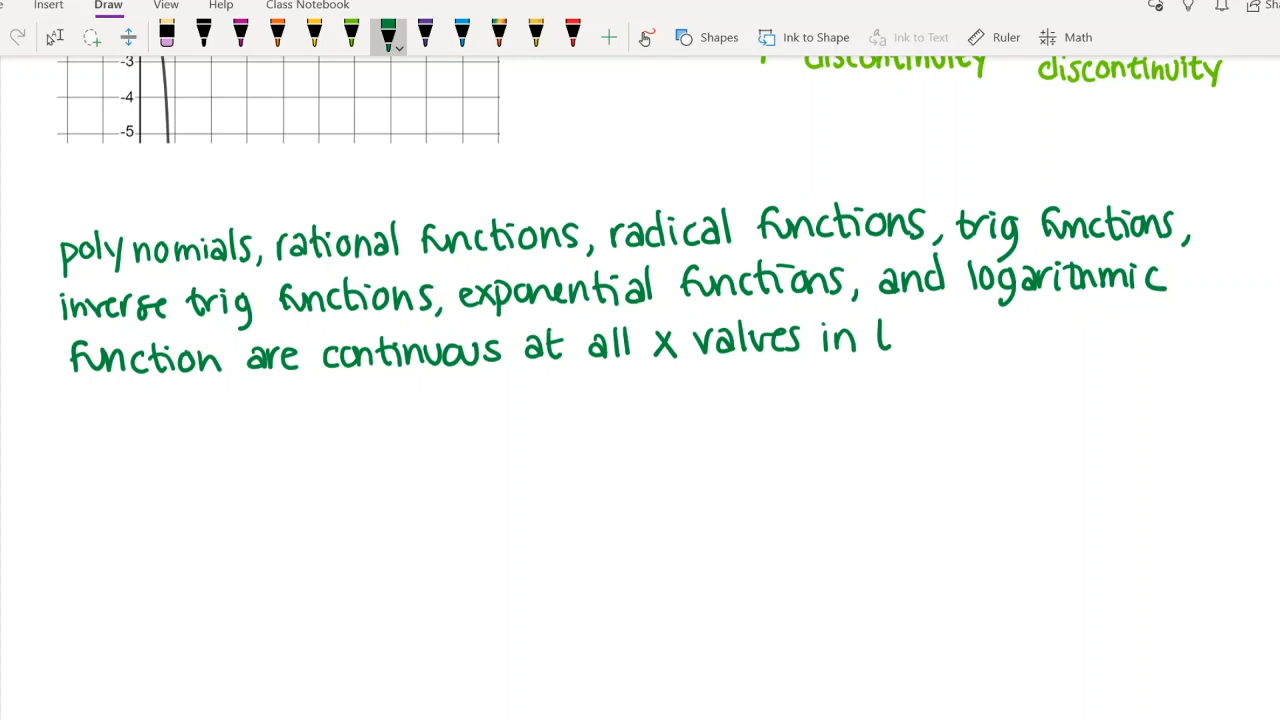 Insert Draw View Help Class Notebook
Shapes Ink to Shape Ink to Text Ruler Math
-3
-4
-5
discontinuity discontinuity
polynomials, rational functions, radical functions, trig functions,
inverse trig functions, exponential functions, and logarithmic
function are continuous at all x values in